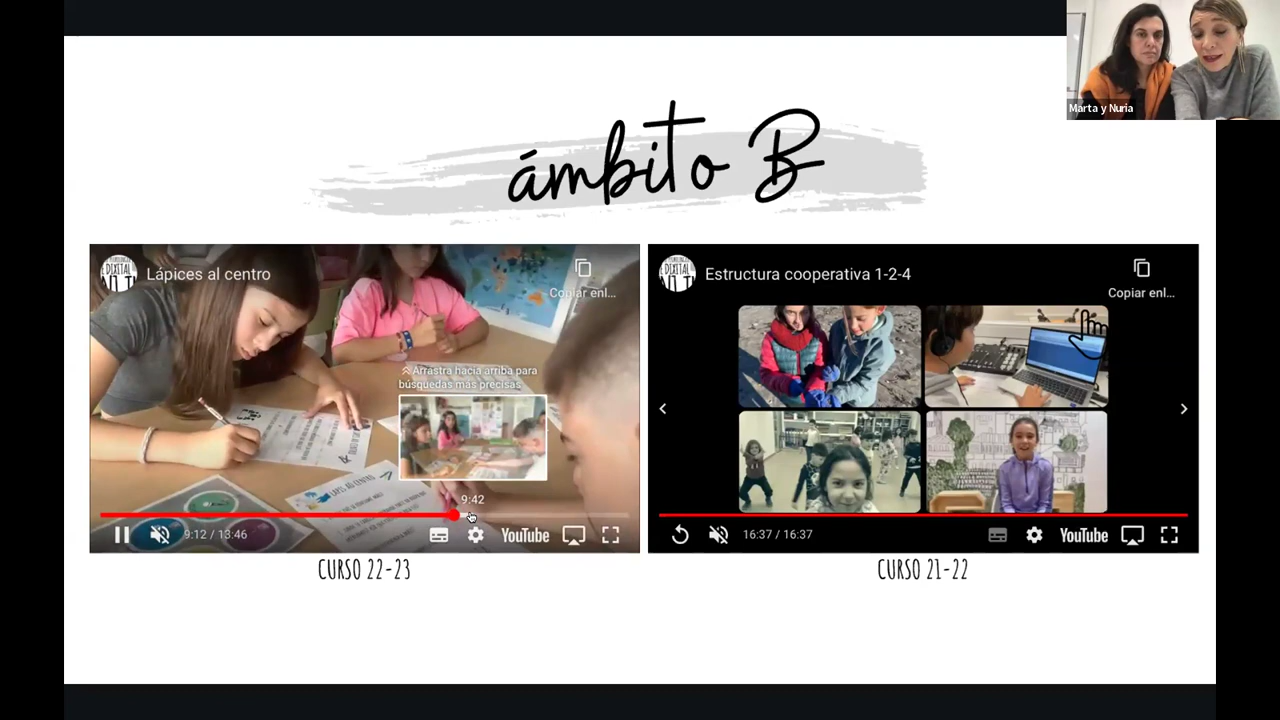 Marta y Nuria
ámbito B
DIXITAL
Lápices al centro
Copiar enl...
Arrastra hacia arriba para
búsquedas más precisas
9:42
9:12 / 13:46
YouTube
CURSO 22-23
DIXITAL
Estructura cooperativa 1-2-4
Copiar enl...
16:37 / 16:37
YouTube
CURSO 21-22